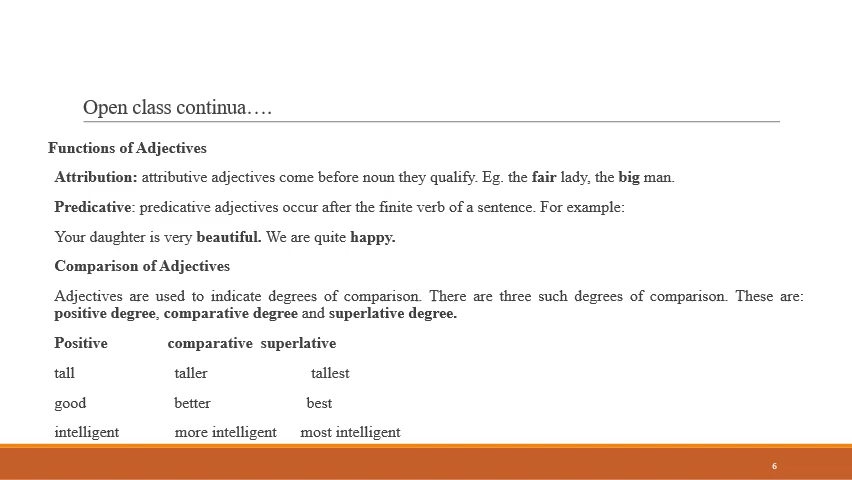 Open class continua….
Functions of Adjectives
Attribution: attributive adjectives come before noun they qualify. Eg. the fair lady, the big man.
Predicative: predicative adjectives occur after the finite verb of a sentence. For example:
Your daughter is very beautiful. We are quite happy.
Comparison of Adjectives
Adjectives are used to indicate degrees of comparison. There are three such degrees of comparison. These are:
positive degree, comparative degree and superlative degree.
Positive comparative superlative
tall taller tallest
good better best
intelligent more intelligent most intelligent
6